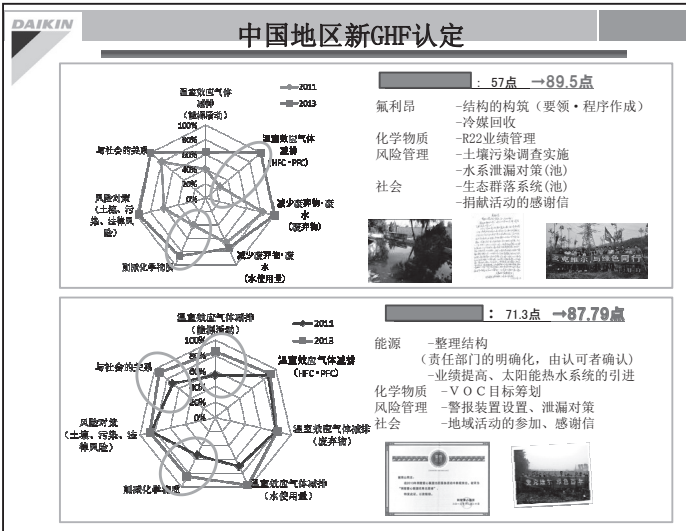 DAIKIN
中国地区新GHF认定
温室效应气体
减排
(能源活动)
2011
2013
100%
80%
60%
40%
20%
0%
温室效应气体
减排
(HFC・PFC)
减少废弃物・废
水
(废弃物)
减少废弃物・废
水
(水使用量)
削减化学物质
风险对策
(土壤、污
染、法律风
险)
与社会的关系
: 57点 →89.5点
氟利昂 -结构的构筑（要领・程序作成）
-冷媒回收
化学物质 -R22业绩管理
风险管理 -土壤污染调查实施
-水系泄漏对策(池)
社会 -生态群落系统(池)
-捐献活动的感谢信
温室效应气体减排
(能源活动)
2011
2013
100%
80%
60%
40%
20%
0%
温室效应气体减排
(HFC・PFC)
温室效应气体减排
(废弃物)
温室效应气体减排
(水使用量)
削减化学物质
风险对策
(土壤、污染、法
律风险)
与社会的关系
: 71.3点 →87.79点
能源 -整理结构
(责任部门的明确化，由认可者确认)
-业绩提高、太阳能热水系统的引进
化学物质 -ＶＯＣ目标筹划
风险管理 -警报装置设置、泄漏对策
社会 -地域活动的参加、感谢信